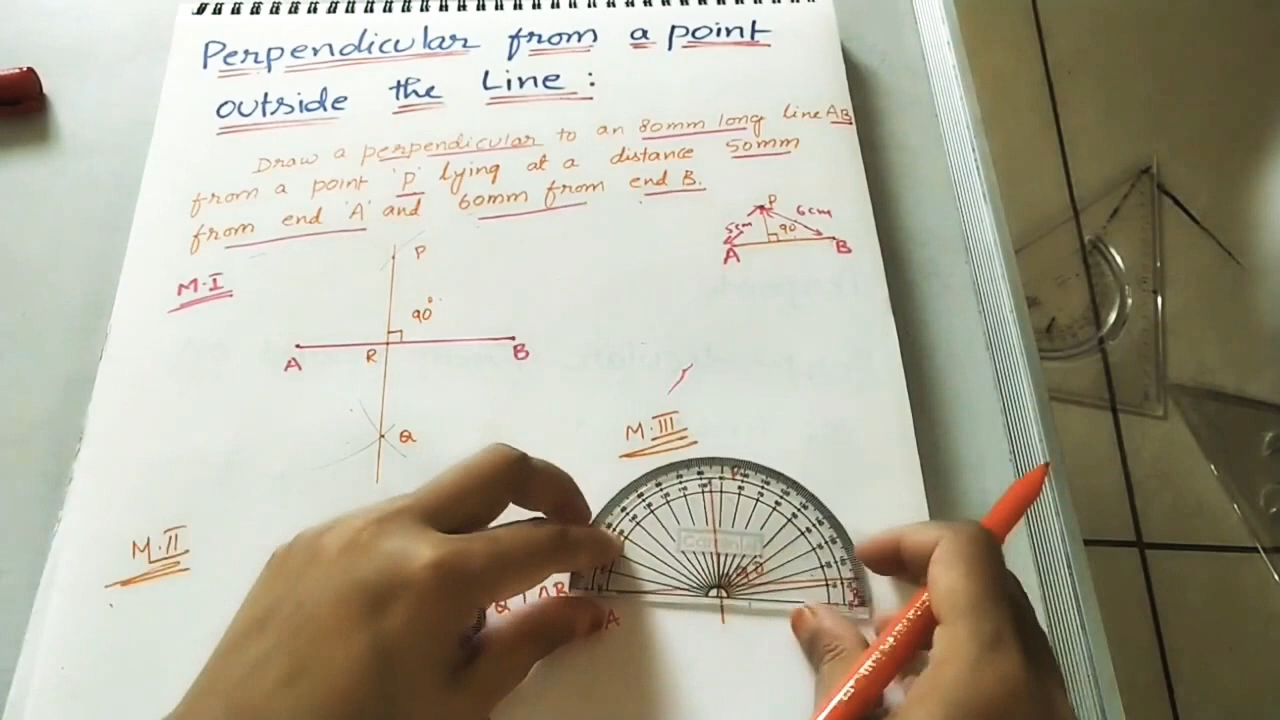 Perpendicular from a point
outside the Line:
Draw a perpendicular to an 80mm long line AB
from a point 'P' lying at a distance 50mm
from end 'A' and 60mm from end B.
P
5cm 6cm
90
A B
M.I
P
90°
A R B
Q
M.III
M.II
90
A B